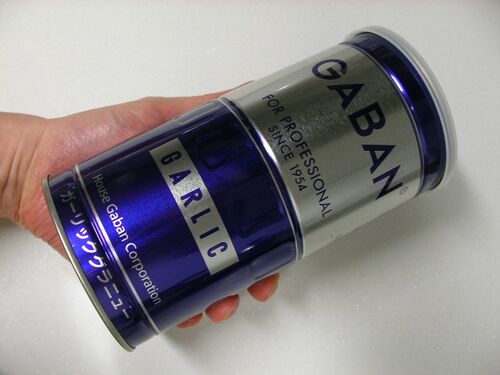 GABAN
FOR PROFESSIONAL
SINCE 1954
GARLIC
House Gaban Corporation
ガーリックグラニュー